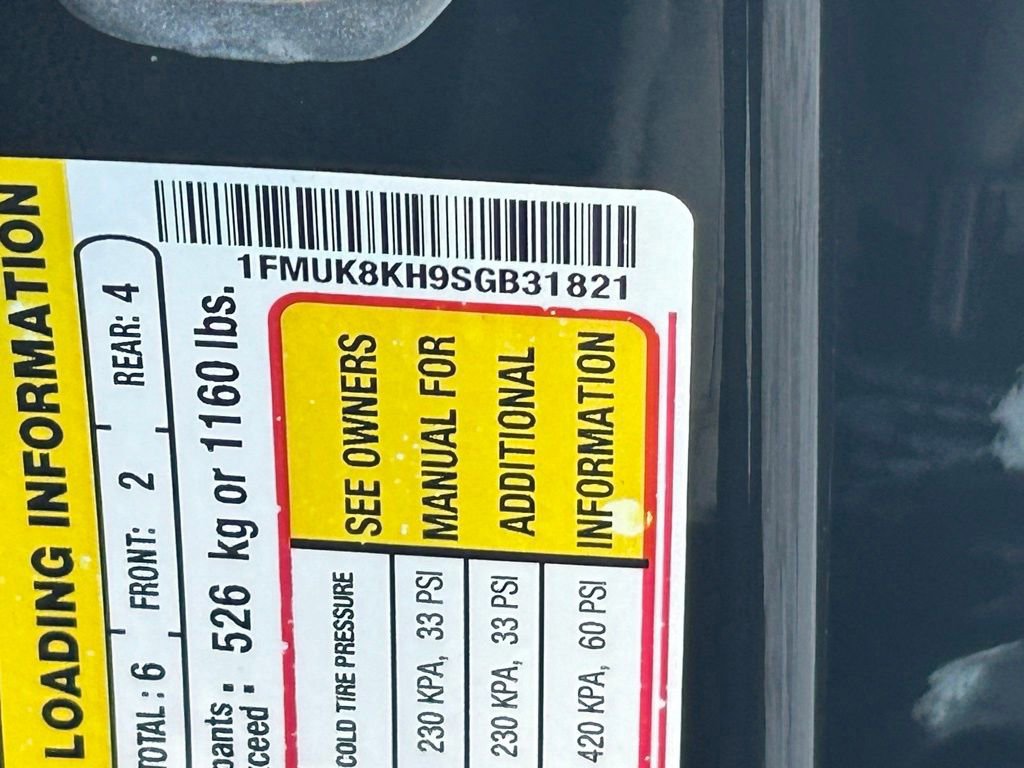 LOADING INFORMATION
TOTAL: 6 FRONT: 2 REAR: 4
pants:
xceed: 526 kg or 1160 lbs.
1FMUK8KH9SGB31821
COLD TIRE PRESSURE
230 KPA, 33 PSI
230 KPA, 33 PSI
420 KPA, 60 PSI
SEE OWNERS
MANUAL FOR
ADDITIONAL
INFORMATION